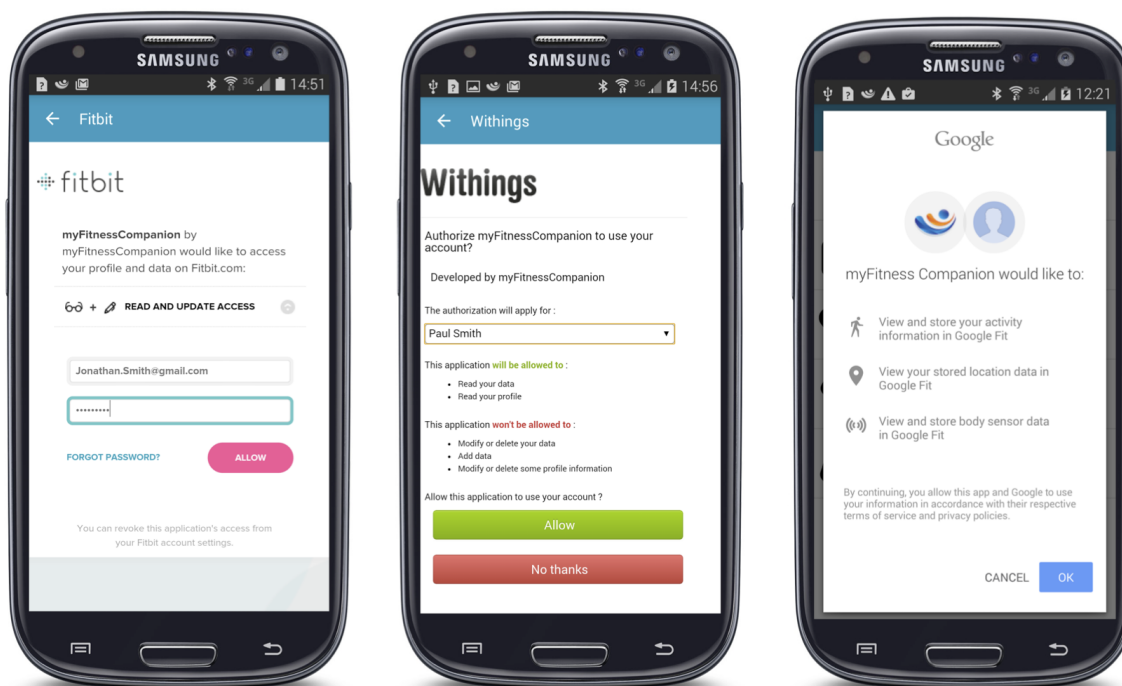 SAMSUNG
3G 14:51
Fitbit
fitbit
myFitnessCompanion by
myFitnessCompanion would like to access
your profile and data on Fitbit.com:
+ READ AND UPDATE ACCESS
Jonathan.Smith@gmail.com
•••••••••
FORGOT PASSWORD?
ALLOW
You can revoke this application's access from
your Fitbit account settings.
SAMSUNG
3G 14:56
Withings
Withings
Authorize myFitnessCompanion to use your
account?
Developed by myFitnessCompanion
The authorization will apply for :
Paul Smith
This application will be allowed to :
• Read your data
• Read your profile
This application won't be allowed to :
• Modify or delete your data
• Add data
• Modify or delete some profile information
Allow this application to use your account ?
Allow
No thanks
SAMSUNG
3G 12:21
Google
myFitness Companion would like to:
View and store your activity
information in Google Fit
View your stored location data in
Google Fit
View and store body sensor data
in Google Fit
By continuing, you allow this app and Google to use
your information in accordance with their respective
terms of service and privacy policies.
CANCEL
OK